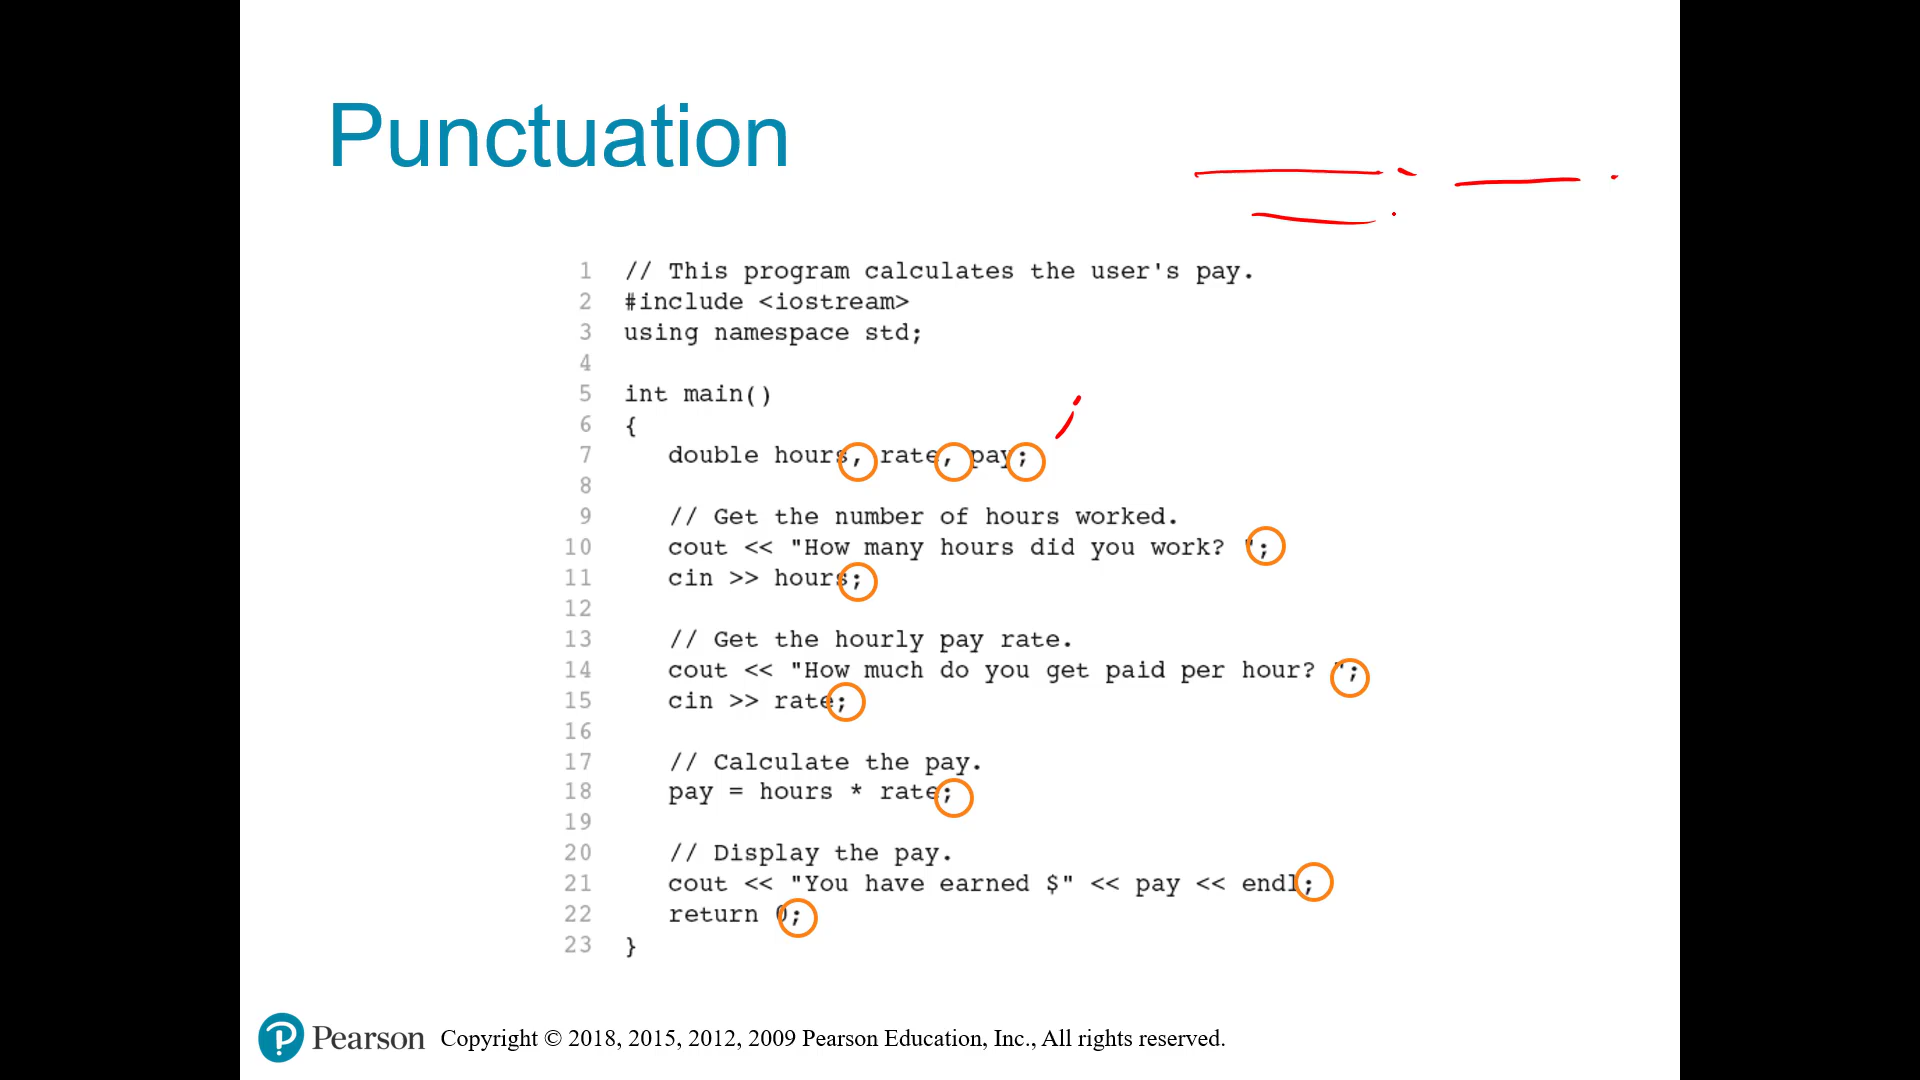 Punctuation
1 // This program calculates the user's pay.
2 #include <iostream>
3 using namespace std;
4
5 int main()
6 {
7 double hours, rate, pay;
8
9 // Get the number of hours worked.
10 cout << "How many hours did you work? ";
11 cin >> hours;
12
13 // Get the hourly pay rate.
14 cout << "How much do you get paid per hour? ";
15 cin >> rate;
16
17 // Calculate the pay.
18 pay = hours * rate;
19
20 // Display the pay.
21 cout << "You have earned $" << pay << endl;
22 return 0;
23 }
Pearson Copyright © 2018, 2015, 2012, 2009 Pearson Education, Inc., All rights reserved.